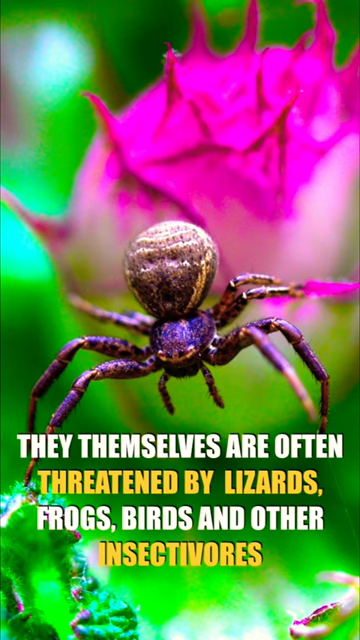 THEY THEMSELVES ARE OFTEN
THREATENED BY LIZARDS,
FROGS, BIRDS AND OTHER
INSECTIVORES